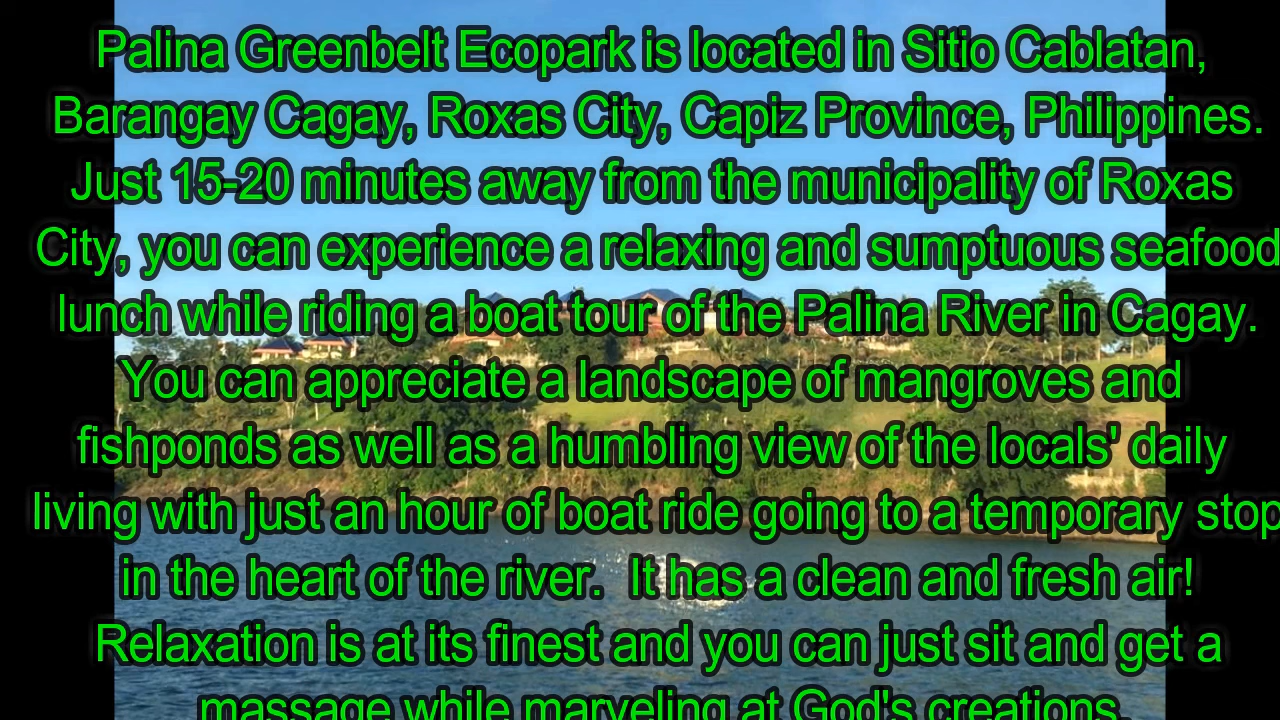 Palina Greenbelt Ecopark is located in Sitio Cablatan,
Barangay Cagay, Roxas City, Capiz Province, Philippines.
Just 15-20 minutes away from the municipality of Roxas
City, you can experience a relaxing and sumptuous seafood
lunch while riding a boat tour of the Palina River in Cagay.
You can appreciate a landscape of mangroves and
fishponds as well as a humbling view of the locals' daily
living with just an hour of boat ride going to a temporary stop
in the heart of the river.  It has a clean and fresh air!
Relaxation is at its finest and you can just sit and get a
massage while marveling at God's creations